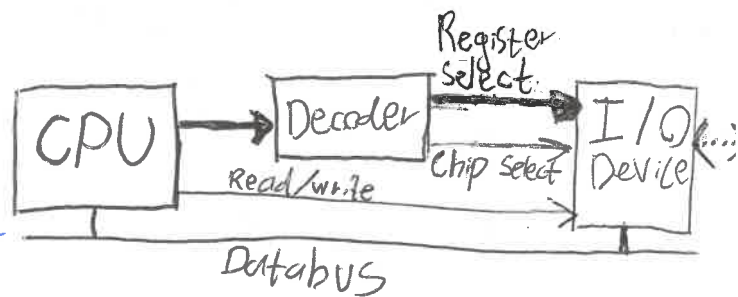 Register
select
CPU
Decoder
I/O
Device
Chip select
Read/write
Databus